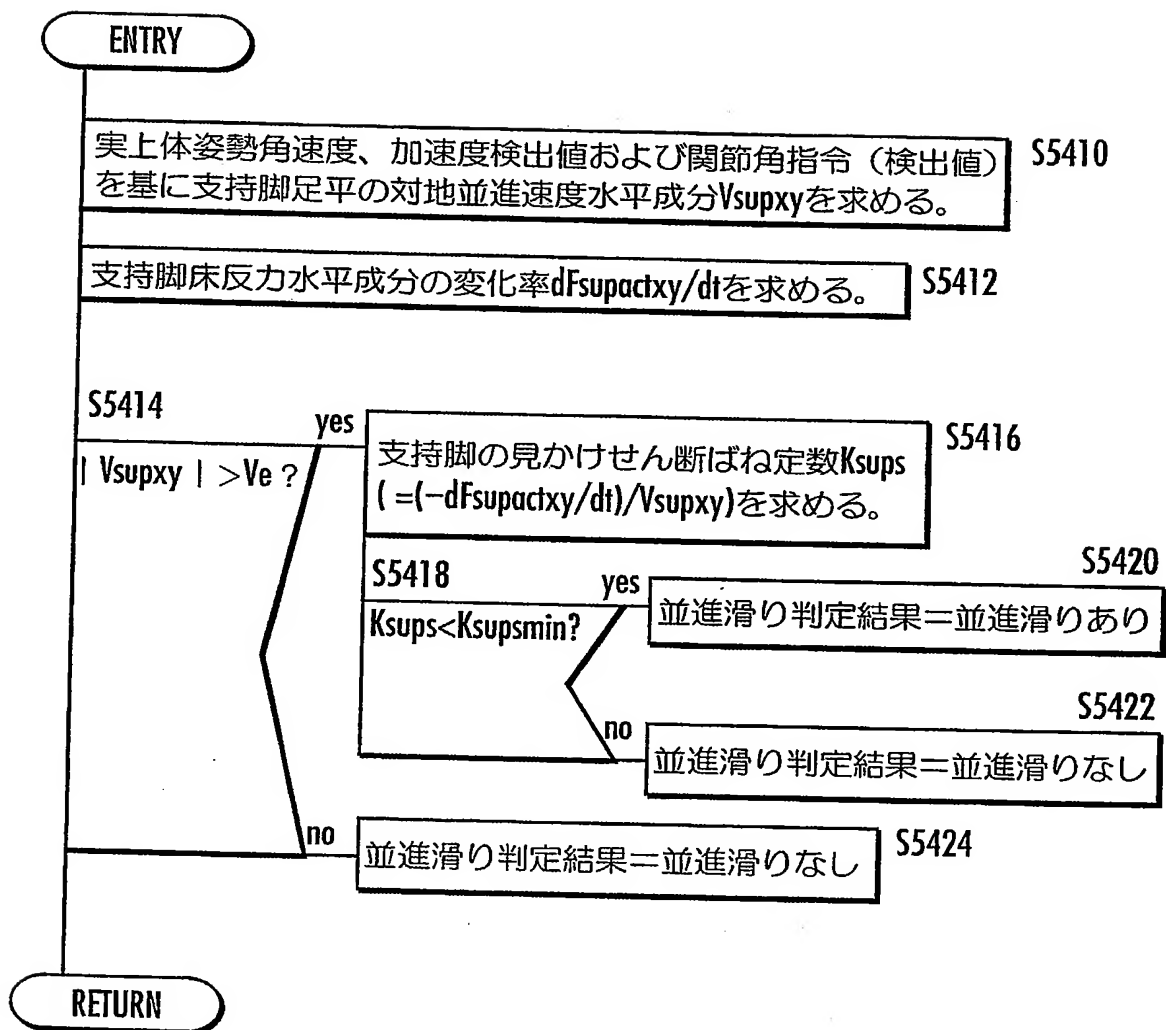 ENTRY
実上体姿勢角速度、加速度検出値および関節角指令（検出値）
を基に支持脚足平の対地並進速度水平成分Vsupxyを求める。
S5410
支持脚床反力水平成分の変化率dFsupactxy/dtを求める。
S5412
S5414
| Vsupxy | >Ve ?
yes
支持脚の見かけせん断ばね定数Ksups
( =(−dFsupactxy/dt)/Vsupxy)を求める。
S5416
S5418
Ksups<Ksupsmin?
yes
S5420
並進滑り判定結果＝並進滑りあり
no
S5422
並進滑り判定結果＝並進滑りなし
no
並進滑り判定結果＝並進滑りなし
S5424
RETURN